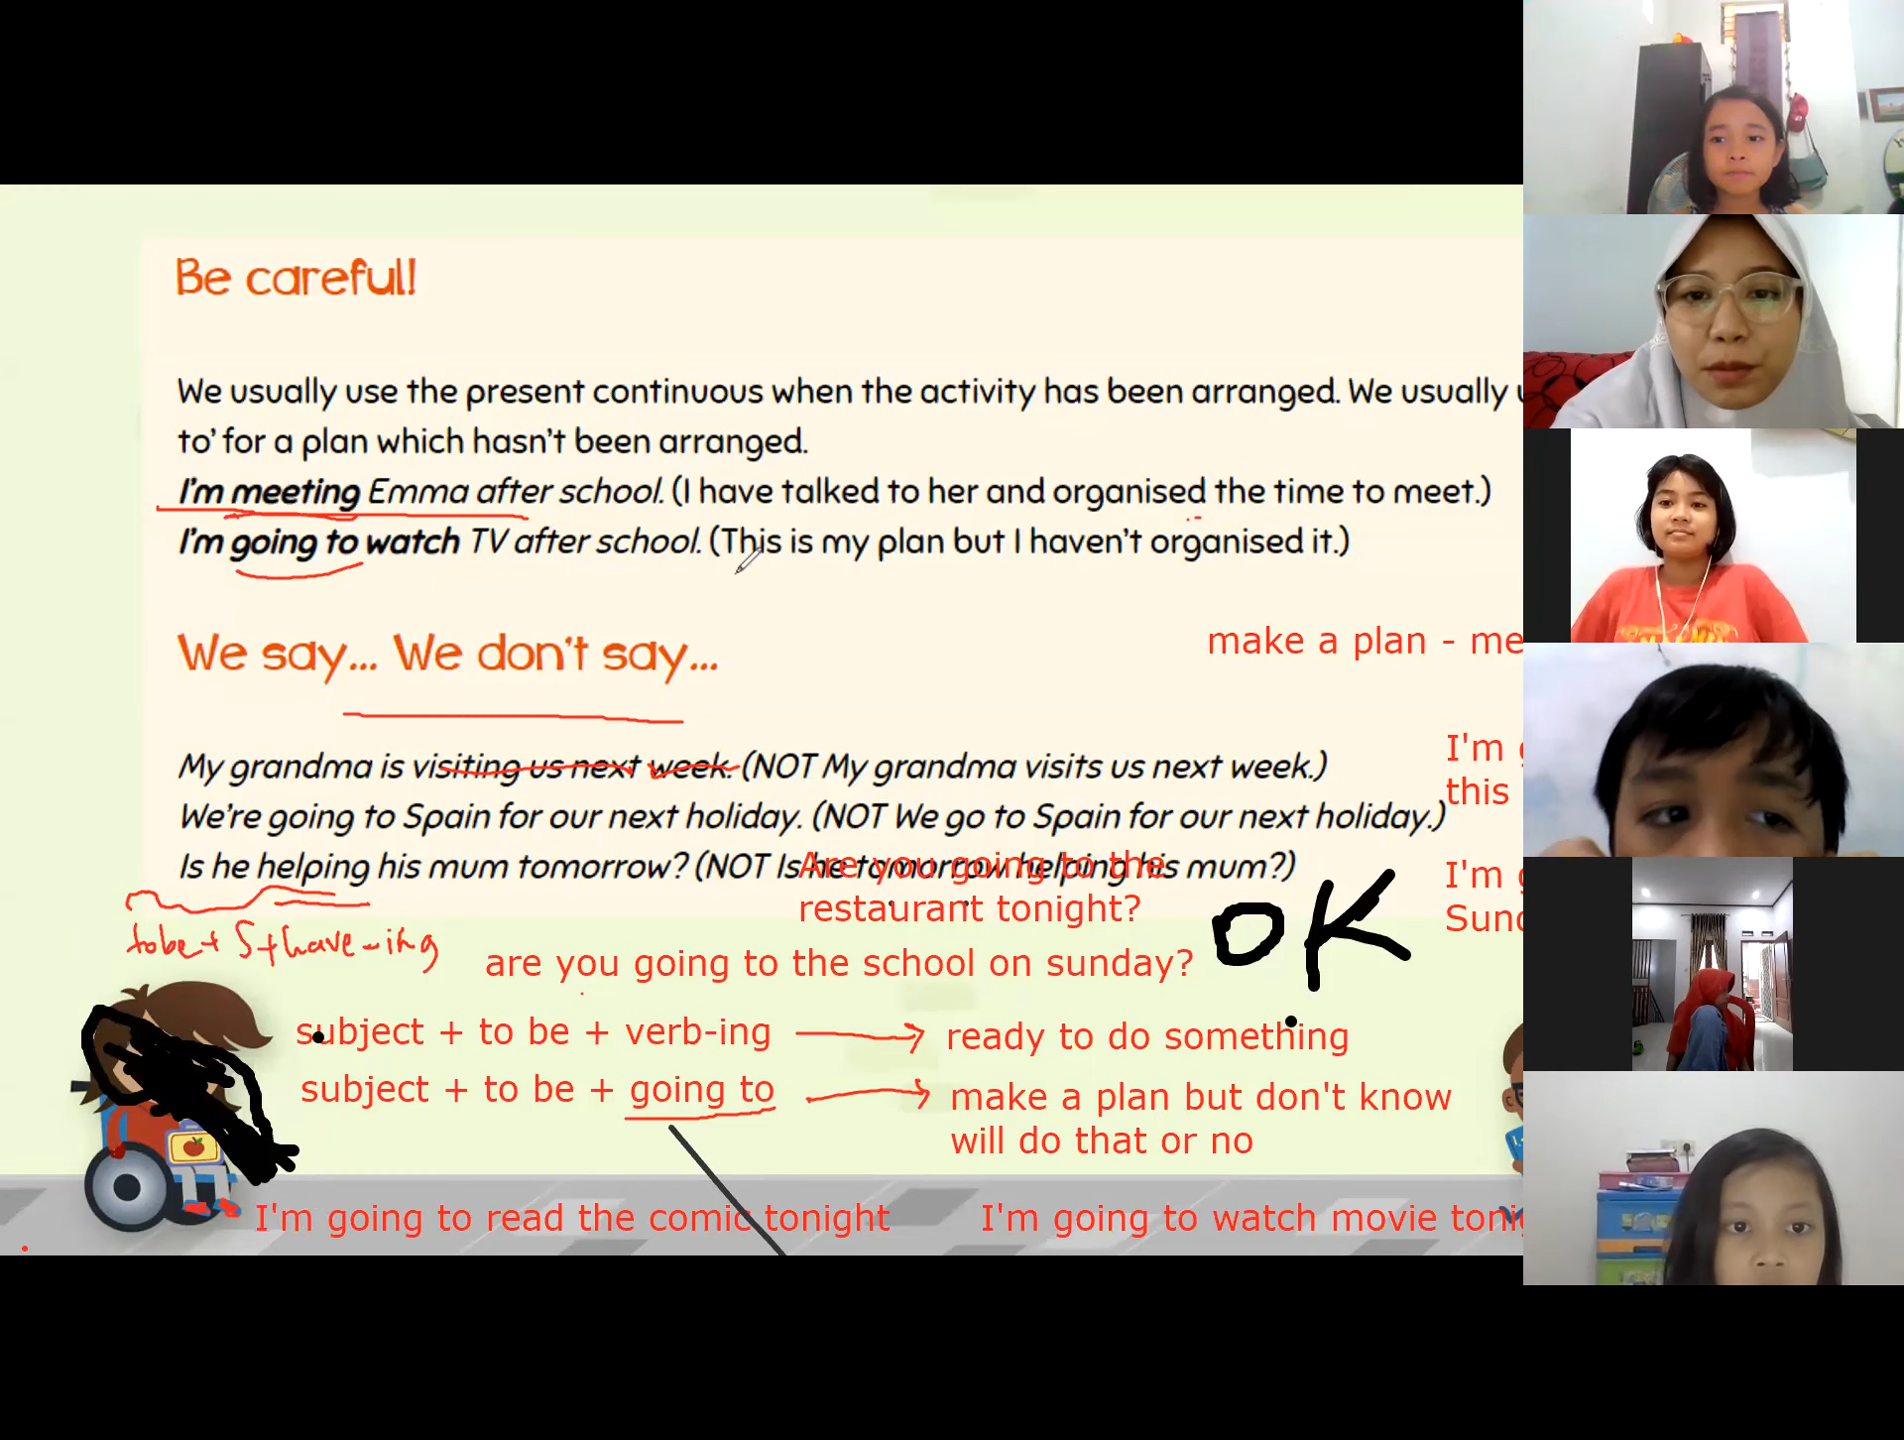 Be careful!
We usually use the present continuous when the activity has been arranged. We usually
to' for a plan which hasn't been arranged.
I'm meeting Emma after school. (I have talked to her and organised the time to meet.)
I'm going to watch TV after school. (This is my plan but I haven't organised it.)
We say... We don't say...
make a plan - me
My grandma is visiting us next week. (NOT My grandma visits us next week.)
I'm
this
We're going to Spain for our next holiday. (NOT We go to Spain for our next holiday.)
Is he helping his mum tomorrow? (NOT Is he tomorrow helping his mum?)
I'm
Are you going to the
restaurant tonight?
OK
tobe + S + have - ing
are you going to the school on sunday?
subject + to be + verb-ing → ready to do something
subject + to be + going to → make a plan but don't know
will do that or no
I'm going to read the comic tonight
I'm going to watch movie